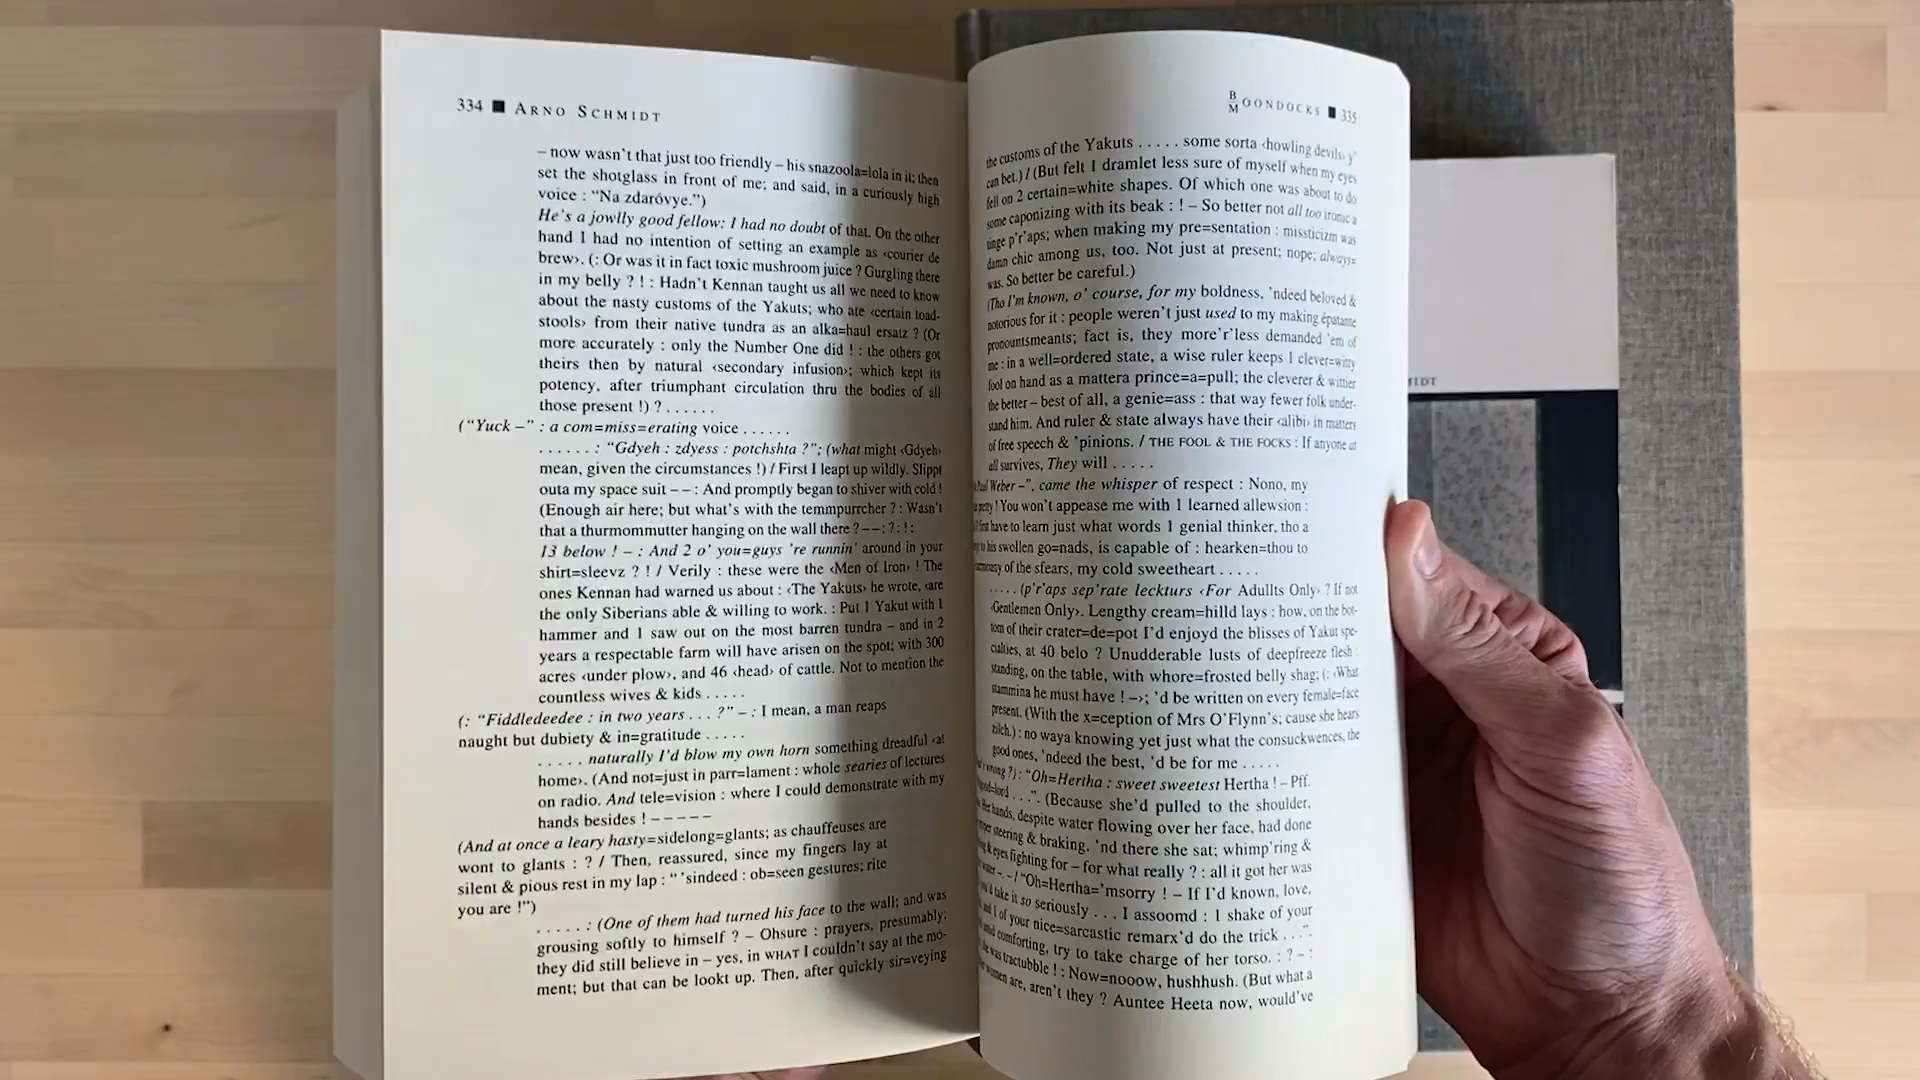 334 ■ ARNO SCHMIDT
– now wasn't that just too friendly – his snazoola=lola in it; then
set the shotglass in front of me; and said, in a curiously high
voice : “Na zdaróvye.”)
He's a jowlly good fellow: I had no doubt of that. On the other
hand I had no intention of setting an example as ‹courier de
brew›. (: Or was it in fact toxic mushroom juice ? Gurgling there
in my belly ? ! : Hadn't Kennan taught us all we need to know
about the nasty customs of the Yakuts; who ate ‹certain toad-
stools› from their native tundra as an alka=haul ersatz ? (Or
more accurately : only the Number One did ! : the others got
theirs then by natural ‹secondary infusion›; which kept its
potency, after triumphant circulation thru the bodies of all
those present !) ? . . . . . .
(“Yuck –” : a com=miss=erating voice . . . . . .
. . . . . . : “Gdyeh : zdyess : potchshta ?”; (what might ‹Gdyeh›
mean, given the circumstances !) / First I leapt up wildly. Slippt
outa my space suit – – : And promptly began to shiver with cold !
(Enough air here; but what's with the temmpurrcher ? : Wasn't
that a thurmommutter hanging on the wall there ? – – : ? : ! :
13 below ! – : And 2 o' you=guys 're runnin' around in your
shirt=sleevz ? ! / Verily : these were the ‹Men of Iron› ! The
ones Kennan had warned us about : ‹The Yakuts› he wrote, ‹are
the only Siberians able & willing to work. : Put 1 Yakut with 1
hammer and 1 saw out on the most barren tundra – and in 2
years a respectable farm will have arisen on the spot; with 300
acres ‹under plow›, and 46 ‹head› of cattle. Not to mention the
countless wives & kids . . . . .
(: “Fiddledeedee : in two years . . . ?” – : I mean, a man reaps
naught but dubiety & in=gratitude . . . . .
. . . . . naturally I'd blow my own horn something dreadful ‹at
home›. (And not=just in parr=lament : whole searies of lectures
on radio. And tele=vision : where I could demonstrate with my
hands besides ! – – – – –
(And at once a leary hasty=sidelong=glants; as chauffeuses are
wont to glants : ? / Then, reassured, since my fingers lay at
silent & pious rest in my lap : “ 'sindeed : ob=seen gestures; rite
you are !”)
. . . . . . : (One of them had turned his face to the wall; and was
grousing softly to himself ? – Ohsure : prayers, presumably;
they did still believe in – yes, in WHAT I couldn't say at the mo-
ment; but that can be lookt up. Then, after quickly sir=veying
B
M OONDOCKS ■ 335
the customs of the Yakuts . . . . . some sorta ‹howling devils› y'
can bet.) / (But felt 1 dramlet less sure of myself when my eyes
fell on 2 certain=white shapes. Of which one was about to do
some caponizing with its beak : ! – So better not all too ironic a
tinge p'r'aps; when making my pre=sentation : missticizm was
damn chic among us, too. Not just at present; nope; always=
was. So better be careful.)
(Tho I'm known, o' course, for my boldness, 'ndeed beloved &
notorious for it : people weren't just used to my making épatante
pronountsmeants; fact is, they more'r'less demanded 'em of
me : in a well=ordered state, a wise ruler keeps 1 clever=witty
fool on hand as a mattera prince=a=pull; the cleverer & wittier
the better – best of all, a genie=ass : that way fewer folk under-
stand him. And ruler & state always have their ‹alibi› in matters
of free speech & 'pinions. / THE FOOL & THE FOCKS : If anyone at
all survives, They will . . . . .
Paul Weber –”, came the whisper of respect : Nono, my
pretty ! You won't appease me with 1 learned allewsion :
first have to learn just what words 1 genial thinker, tho a
to his swollen go=nads, is capable of : hearken=thou to
of the sfears, my cold sweetheart . . . . .
. . . . . (p'r'aps sep'rate leckturs ‹For Adullts Only› ? If not
‹Gentlemen Only›. Lengthy cream=hilld lays : how, on the bot-
tom of their crater=de=pot I'd enjoyd the blisses of Yakut spe-
cialties, at 40 belo ? Unudderable lusts of deepfreeze flesh :
standing, on the table, with whore=frosted belly shag; (: ‹What
stammina he must have ! –›; 'd be written on every female=face
present. (With the x=ception of Mrs O'Flynn's; cause she hears
zilch.) : no waya knowing yet just what the consuckwences, the
good ones, 'ndeed the best, 'd be for me . . . . .
wrong ?) : “Oh=Hertha : sweet sweetest Hertha ! – Pff.
. . .”. (Because she'd pulled to the shoulder.
Her hands, despite water flowing over her face, had done
steering & braking. 'nd there she sat; whimp'ring &
eyes fighting for – for what really ? : all it got her was
water –. – / “Oh=Hertha='msorry ! – If I'd known, love,
you'd take it so seriously . . . I assoomd : 1 shake of your
and 1 of your nice=sarcastic remarx'd do the trick . . .”.
and comforting, try to take charge of her torso. : ? – :
she was tractubble ! : Now=nooow, hushhush. (But what a
women are, aren't they ? Auntee Heeta now, would've
MIDT